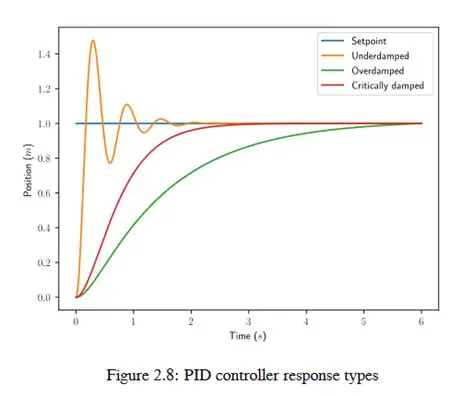 Setpoint
Underdamped
Overdamped
Critically damped
Position (m)
1.4
1.2
1.0
0.8
0.6
0.4
0.2
0.0
0 1 2 3 4 5 6
Time (s)
Figure 2.8: PID controller response types